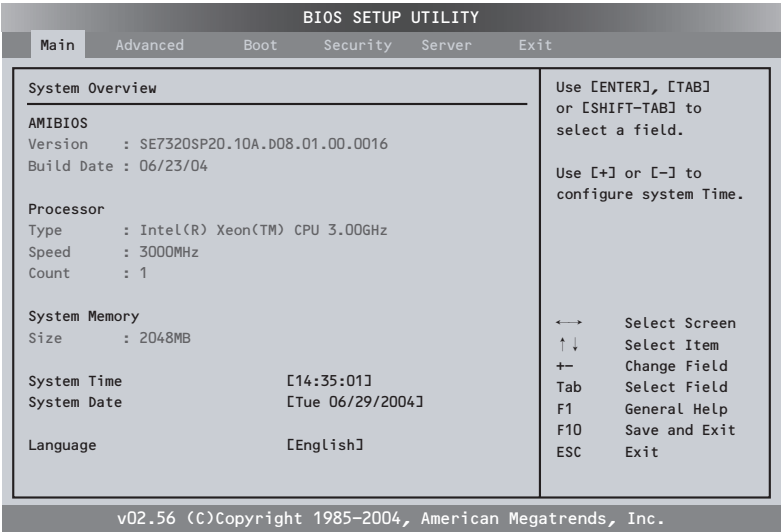 BIOS SETUP UTILITY
Main Advanced Boot Security Server Exit
System Overview
AMIBIOS
Version : SE7320SP20.10A.D08.01.00.0016
Build Date : 06/23/04
Processor
Type : Intel(R) Xeon(TM) CPU 3.00GHz
Speed : 3000MHz
Count : 1
System Memory
Size : 2048MB
System Time [14:35:01]
System Date [Tue 06/29/2004]
Language [English]
Use [ENTER], [TAB]
or [SHIFT-TAB] to
select a field.
Use [+] or [-] to
configure system Time.
←→ Select Screen
↑↓ Select Item
+- Change Field
Tab Select Field
F1 General Help
F10 Save and Exit
ESC Exit
v02.56 (C)Copyright 1985-2004, American Megatrends, Inc.